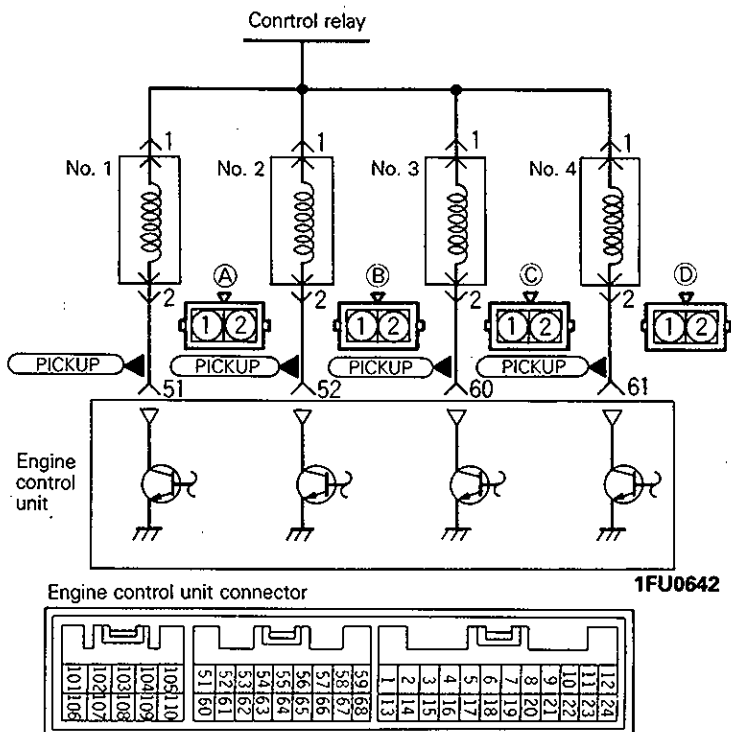 Conrtrol relay
1 1 1 1
No. 1 No. 2 No. 3 No. 4
A B C D
2 1 2 2 1 2 2 1 2 2 1 2
PICKUP PICKUP PICKUP PICKUP
51 52 60 61
Engine
control
unit
1FU0642
Engine control unit connector
101 102 103 104 105 51 52 53 54 55 56 57 58 59 1 2 3 4 5 6 7 8 9 10 11 12
106 107 108 109 110 60 61 62 63 64 65 66 67 68 13 14 15 16 17 18 19 20 21 22 23 24